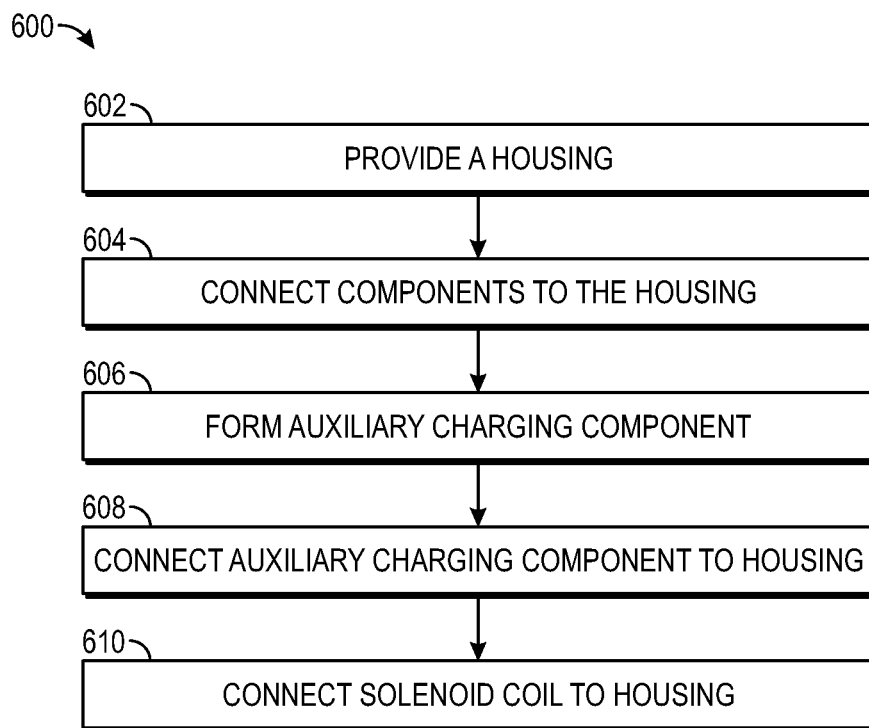 600
602
PROVIDE A HOUSING
604
CONNECT COMPONENTS TO THE HOUSING
606
FORM AUXILIARY CHARGING COMPONENT
608
CONNECT AUXILIARY CHARGING COMPONENT TO HOUSING
610
CONNECT SOLENOID COIL TO HOUSING